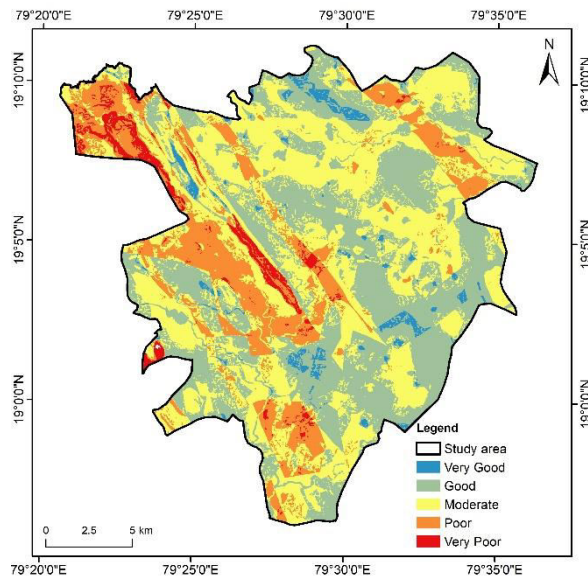 79°20'0"E 79°25'0"E 79°30'0"E 79°35'0"E
N
19°10'0"N 19°10'0"N
19°5'0"N 19°5'0"N
19°0'0"N 19°0'0"N
Legend
Study area
Very Good
Good
Moderate
Poor
Very Poor
0 2.5 5 km
79°20'0"E 79°25'0"E 79°30'0"E 79°35'0"E